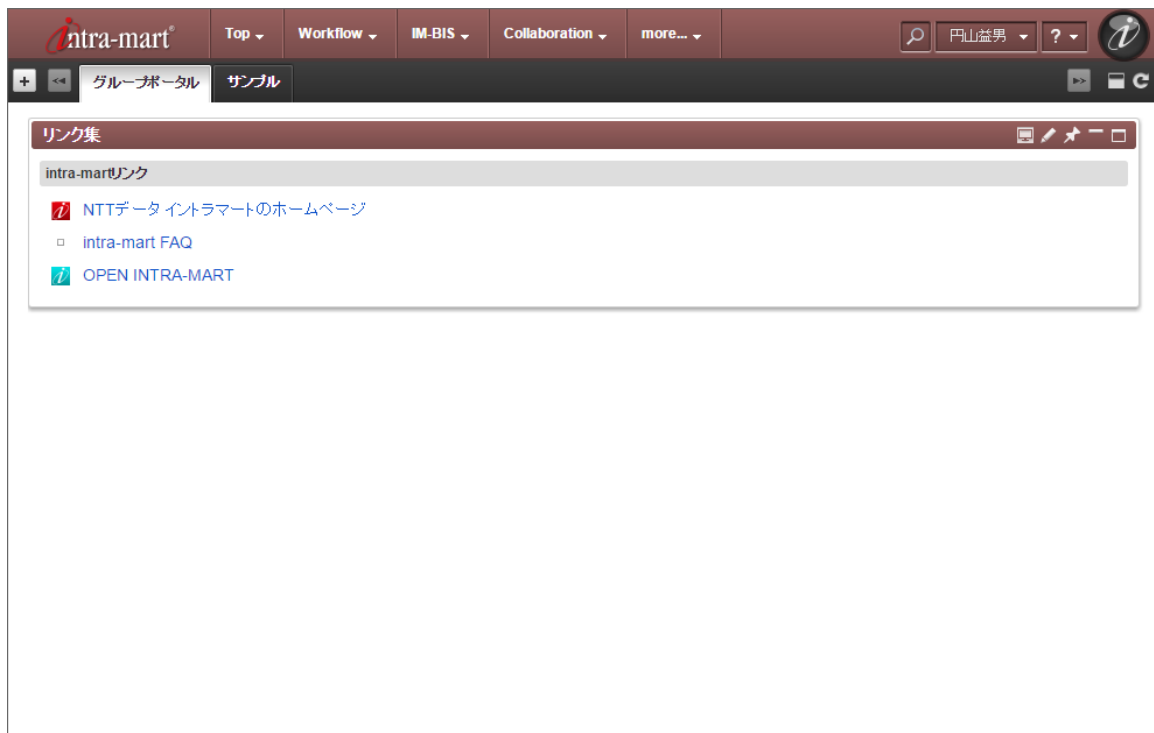 intra-mart® Top Workflow IM-BIS Collaboration more... 円山益男 ?
+ グループポータル サンプル
リンク集
intra-martリンク
NTTデータ イントラマートのホームページ
intra-mart FAQ
OPEN INTRA-MART